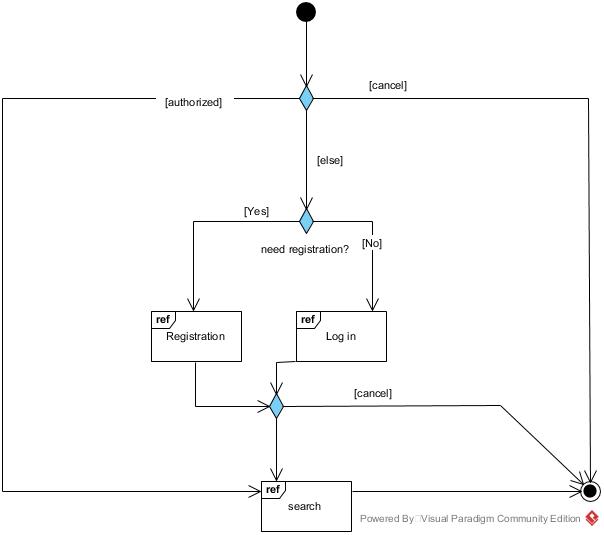 [cancel]
[authorized]
[else]
[Yes]
need registration?
[No]
ref
Registration
ref
Log in
[cancel]
ref
search
Powered By Visual Paradigm Community Edition